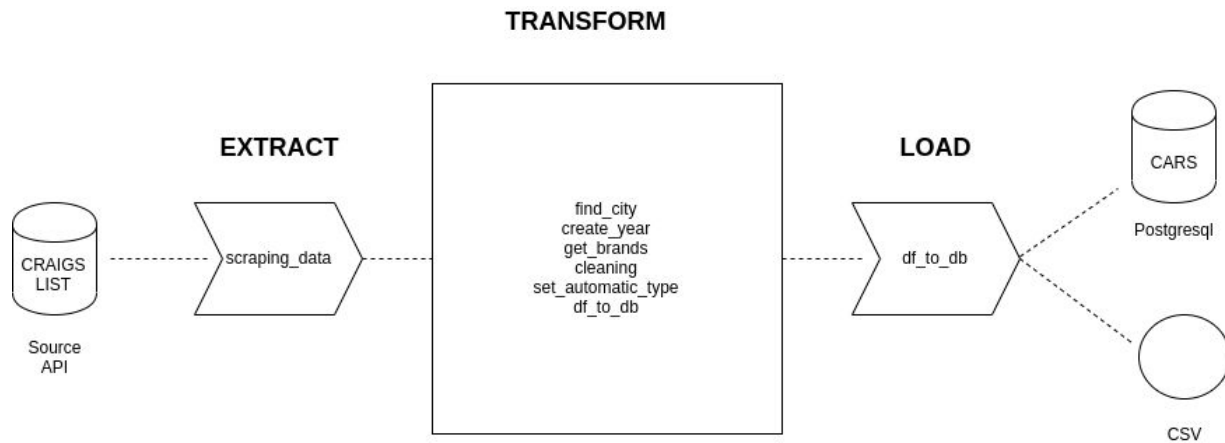 TRANSFORM
EXTRACT
LOAD
CRAIGS
LIST
Source
API
scraping_data
find_city
create_year
get_brands
cleaning
set_automatic_type
df_to_db
df_to_db
CARS
Postgresql
CSV